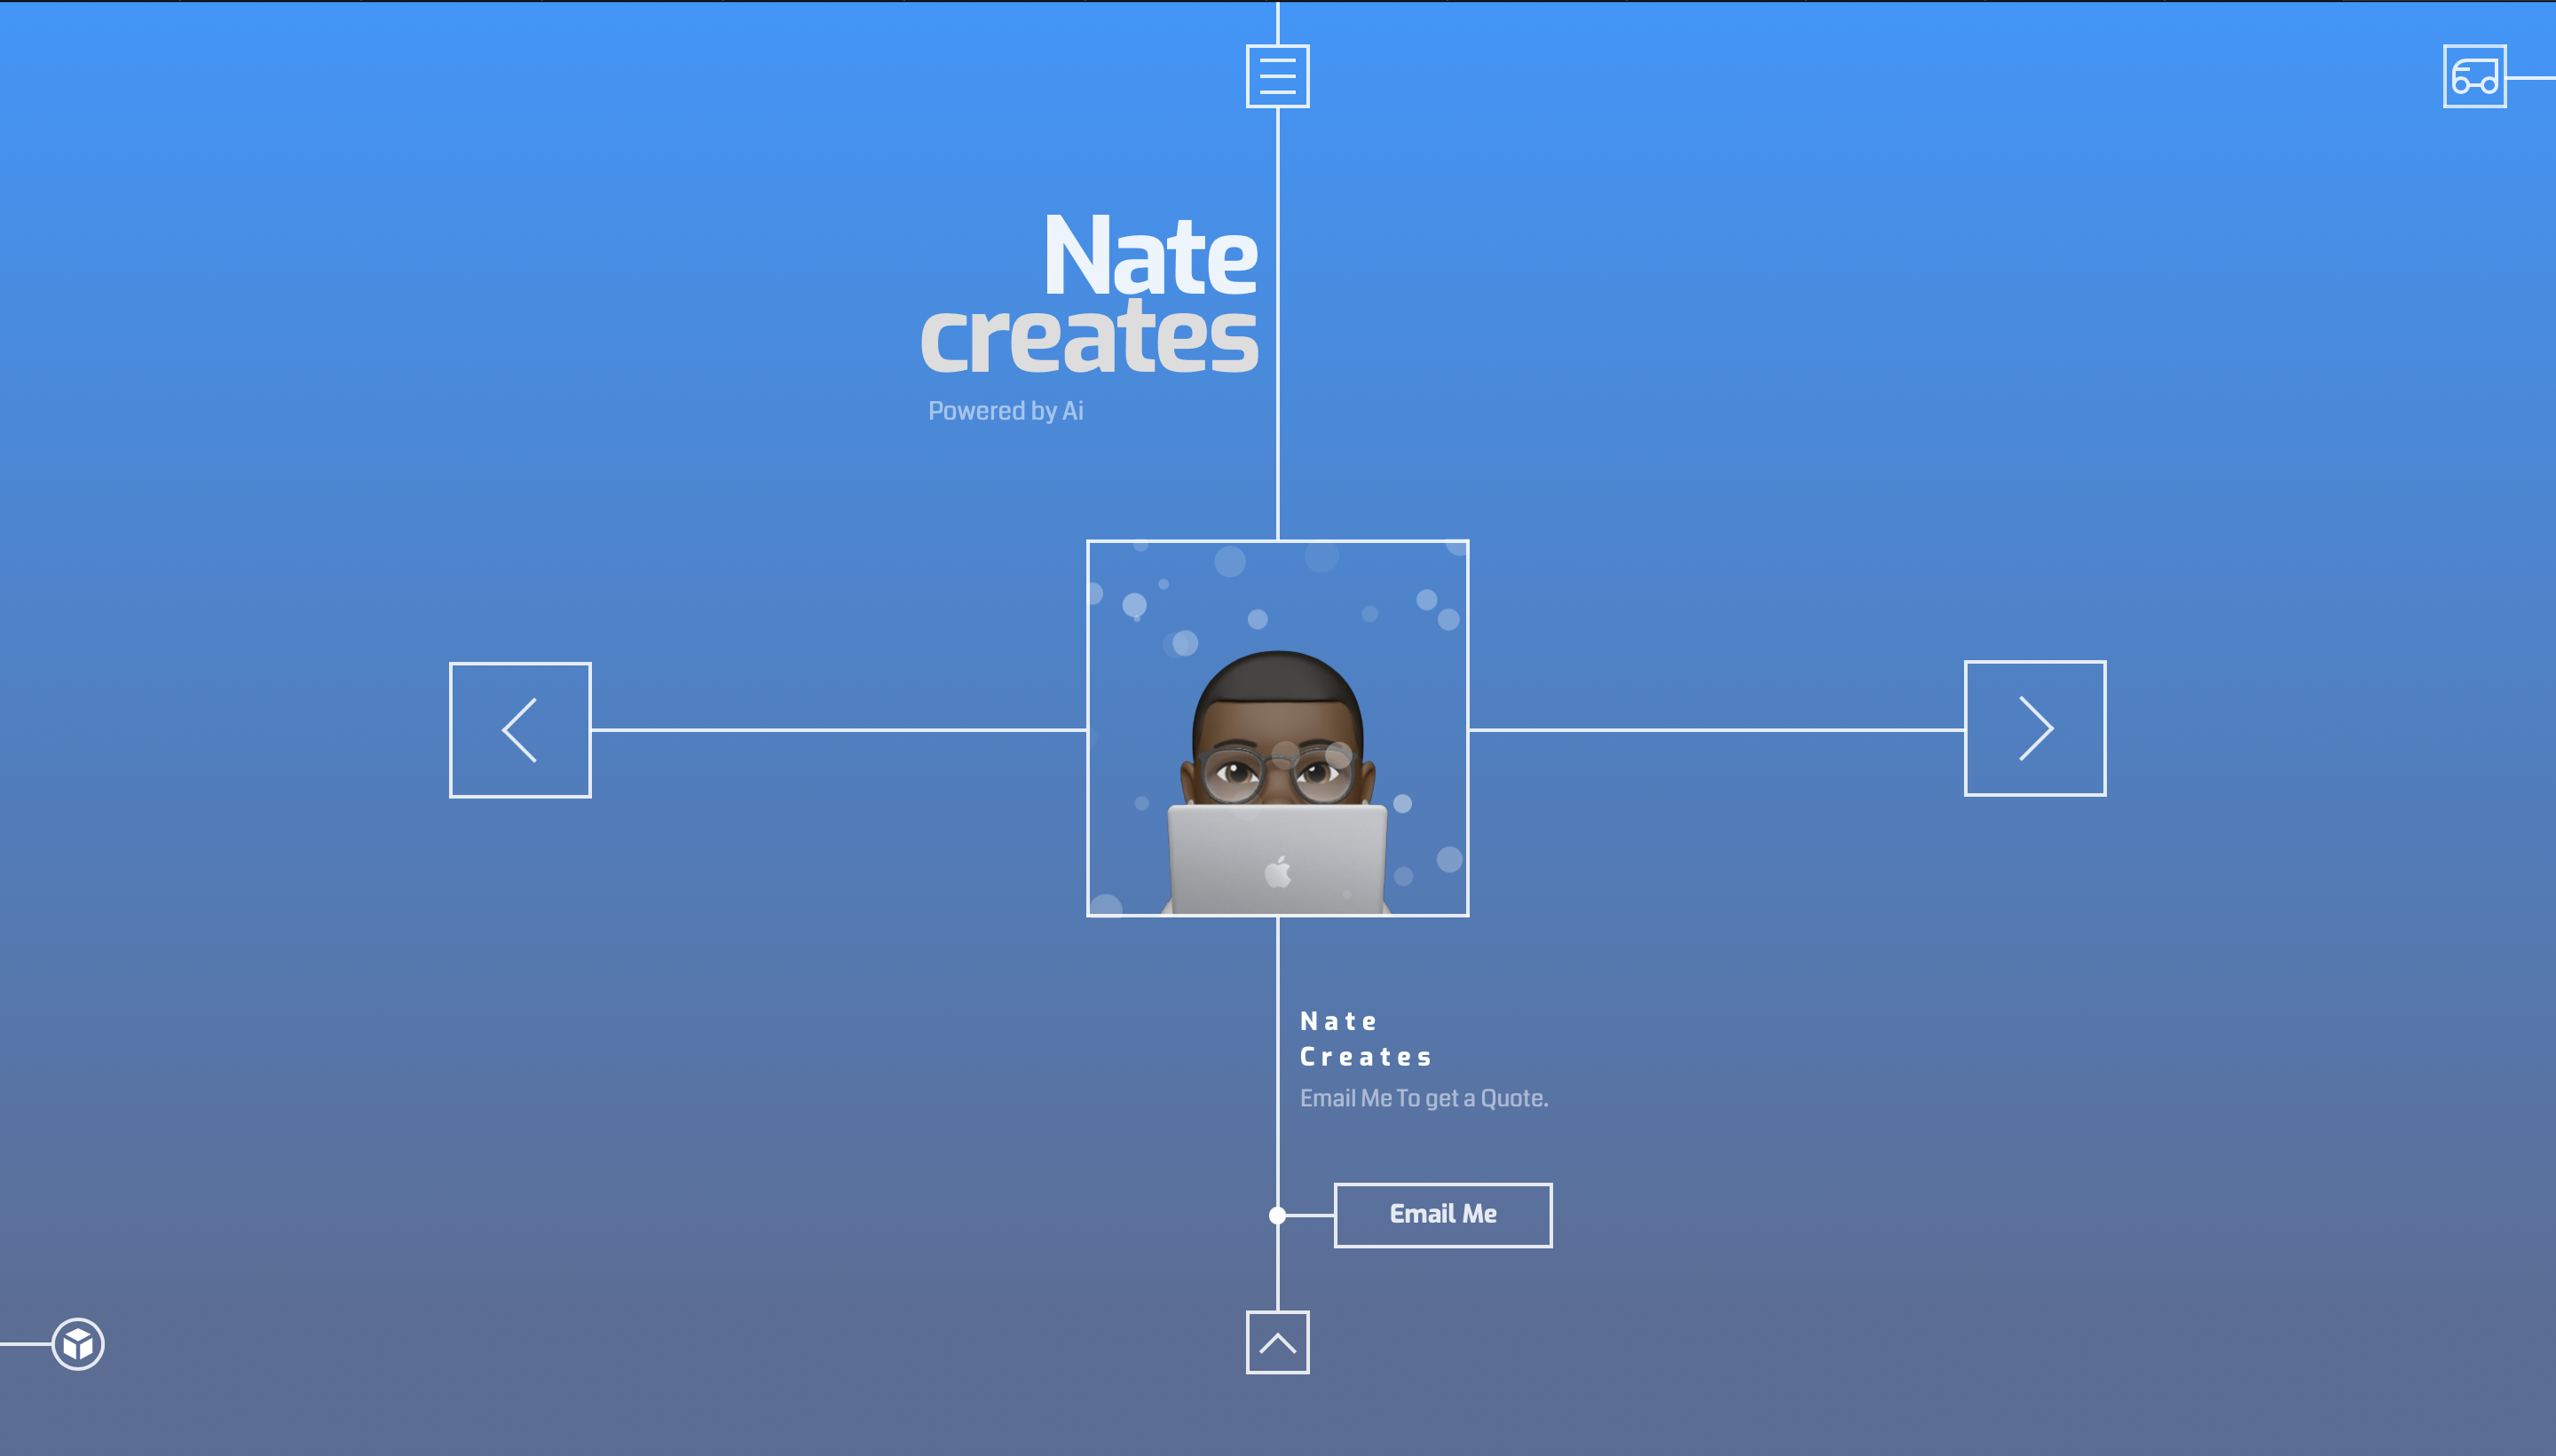 Nate
creates
Powered by Ai
Nate
Creates
Email Me To get a Quote.
Email Me